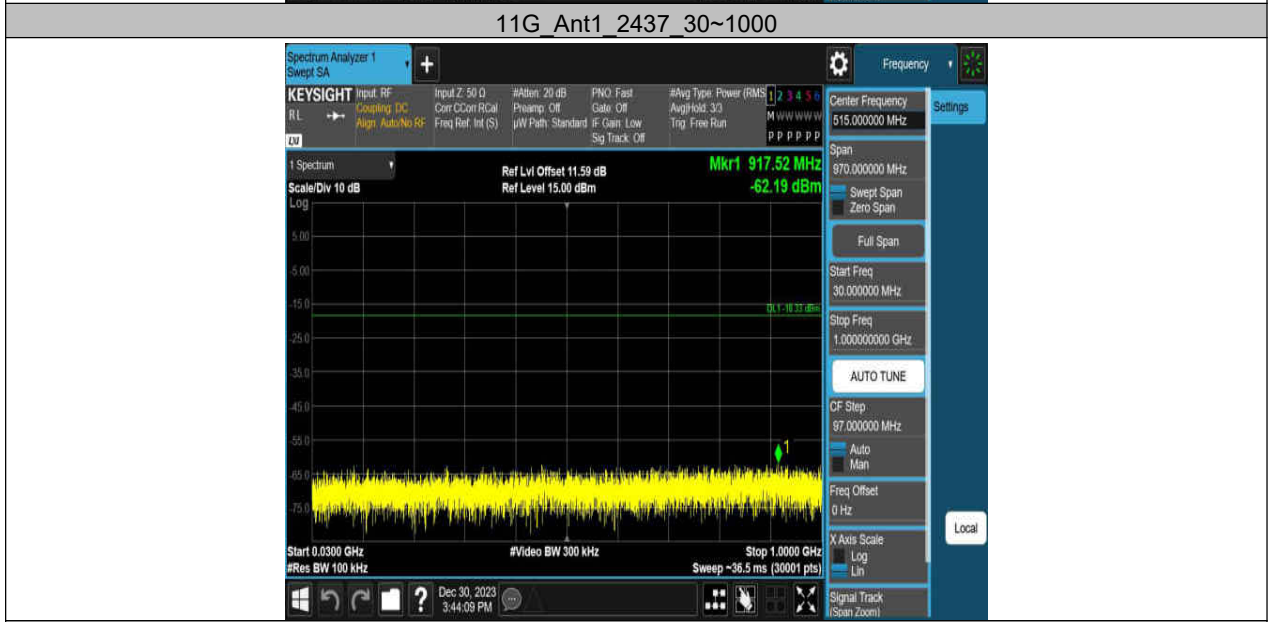 11G_Ant1_2437_30~1000
Spectrum Analyzer 1
Swept SA
+
Frequency
KEYSIGHT
RL
LXI
Input: RF
Coupling: DC
Align: Auto/No RF
Input Z: 50 Ω
Corr CCorr RCal
Freq Ref: Int (S)
#Atten: 20 dB
Preamp: Off
µW Path: Standard
PNO: Fast
Gate: Off
IF Gain: Low
Sig Track: Off
#Avg Type: Power (RMS
Avg|Hold: 3/3
Trig: Free Run
1 2 3 4 5 6
M W W W W W
P P P P P P
1 Spectrum
Scale/Div 10 dB
Log
Ref Lvl Offset 11.59 dB
Ref Level 15.00 dBm
Mkr1 917.52 MHz
-62.19 dBm
5.00
-5.00
-15.0
DL1 -18.33 dBm
-25.0
-35.0
-45.0
-55.0
1
-65.0
-75.0
Start 0.0300 GHz
#Res BW 100 kHz
#Video BW 300 kHz
Stop 1.0000 GHz
Sweep ~36.5 ms (30001 pts)
Dec 30, 2023
3:44:09 PM
Center Frequency
515.000000 MHz
Span
970.000000 MHz
Swept Span
Zero Span
Full Span
Start Freq
30.000000 MHz
Stop Freq
1.000000000 GHz
AUTO TUNE
CF Step
97.000000 MHz
Auto
Man
Freq Offset
0 Hz
X Axis Scale
Log
Lin
Signal Track
(Span Zoom)
Settings
Local